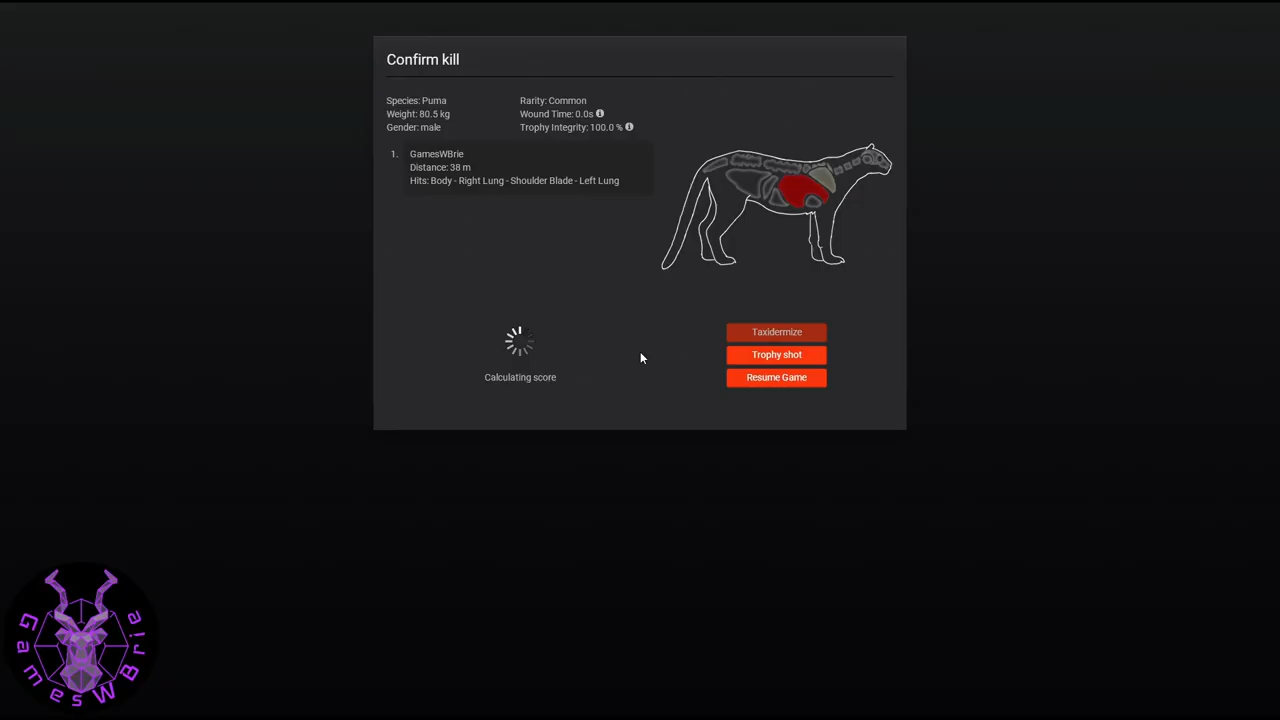 Confirm kill
Species: Puma
Weight: 80.5 kg
Gender: male
Rarity: Common
Wound Time: 0.0s
Trophy Integrity: 100.0 %
1.
GamesWBrie
Distance: 38 m
Hits: Body - Right Lung - Shoulder Blade - Left Lung
Calculating score
Taxidermize
Trophy shot
Resume Game
GamesWBria